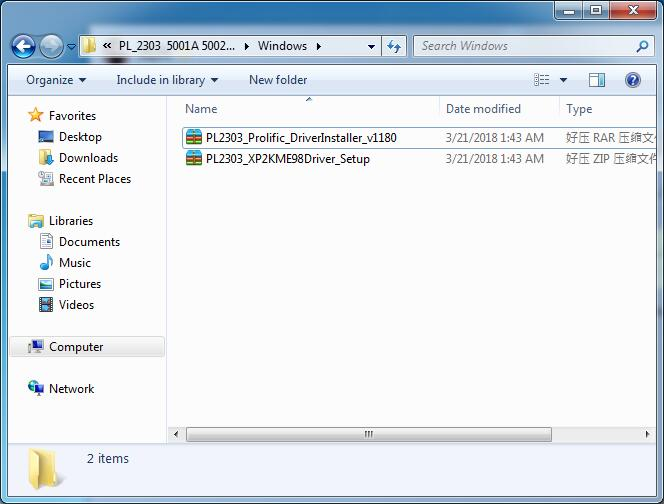 « PL_2303 5001A 5002... Windows
Search Windows
Organize Include in library New folder
Name Date modified Type
Favorites
Desktop
Downloads
Recent Places
Libraries
Documents
Music
Pictures
Videos
Computer
Network
PL2303_Prolific_DriverInstaller_v1180 3/21/2018 1:43 AM 好压 RAR 压缩文
PL2303_XP2KME98Driver_Setup 3/21/2018 1:43 AM 好压 ZIP 压缩文件
2 items